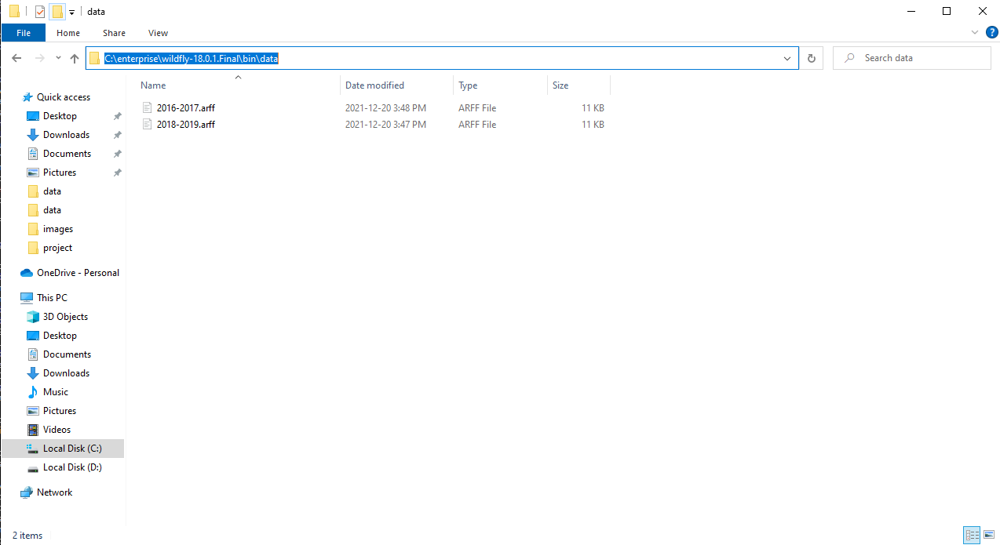 data
File Home Share View
C:\enterprise\wildfly-18.0.1.Final\bin\data
Search data
Name Date modified Type Size
2016-2017.arff 2021-12-20 3:48 PM ARFF File 11 KB
2018-2019.arff 2021-12-20 3:47 PM ARFF File 11 KB
Quick access
Desktop
Downloads
Documents
Pictures
data
data
images
project
OneDrive - Personal
This PC
3D Objects
Desktop
Documents
Downloads
Music
Pictures
Videos
Local Disk (C:)
Local Disk (D:)
Network
2 items